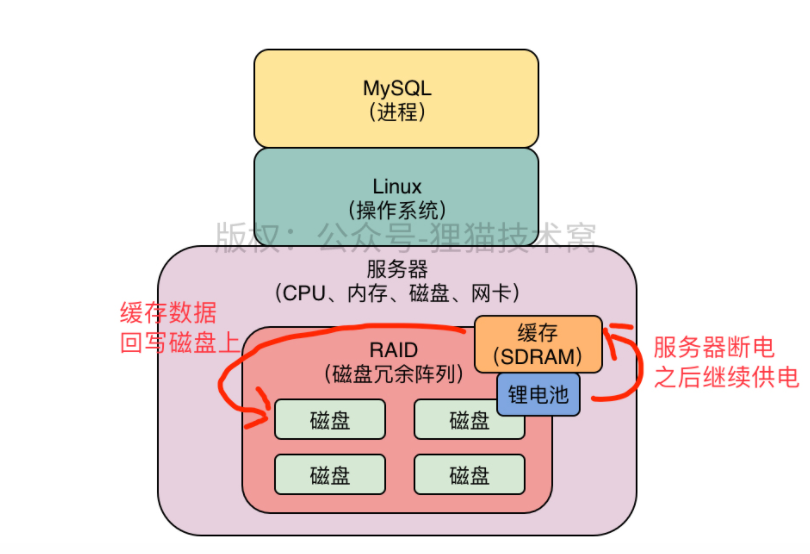 MySQL
（进程）
Linux
（操作系统）
版权：公众号-狸猫技术窝
服务器
（CPU、内存、磁盘、网卡）
缓存数据
回写磁盘上
RAID
（磁盘冗余阵列）
缓存
（SDRAM）
锂电池
服务器断电
之后继续供电
磁盘
磁盘
磁盘
磁盘